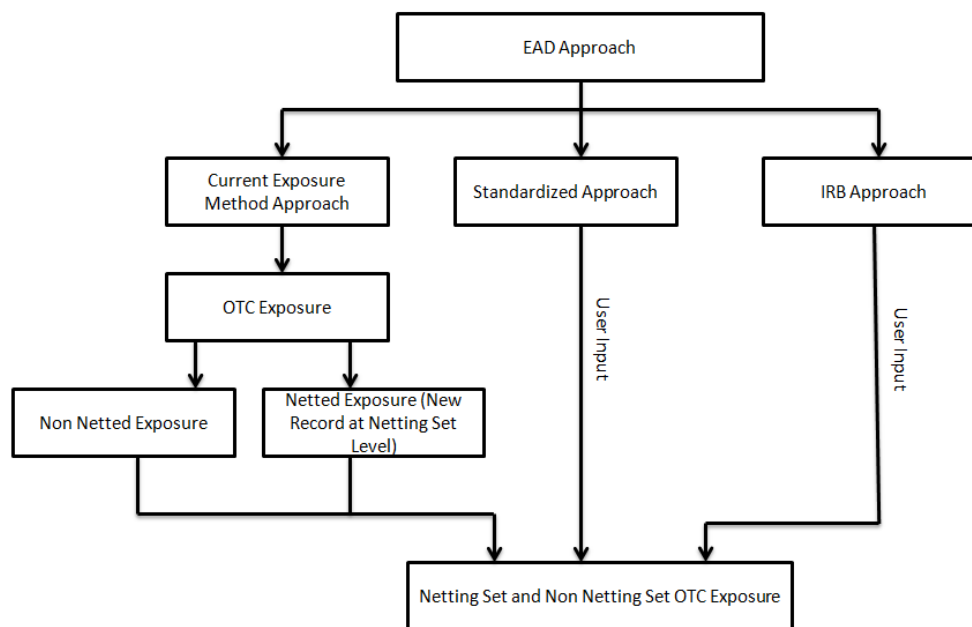 EAD Approach
Current Exposure
Method Approach
Standardized Approach
IRB Approach
OTC Exposure
User Input
User Input
Non Netted Exposure
Netted Exposure (New
Record at Netting Set
Level)
Netting Set and Non Netting Set OTC Exposure